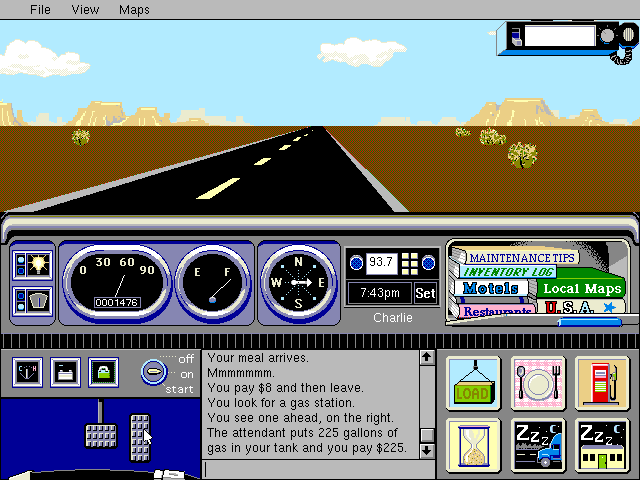 File View Maps
0 30 60 90
0001476
E F
N
W E
S
93.7
7:43pm Set
Charlie
MAINTENANCE TIPS
INVENTORY LOG
Motels
Local Maps
Restaurants
U.S.A.
off
on
start
C H
Your meal arrives.
Mmmmmmm.
You pay $8 and then leave.
You look for a gas station.
You see one ahead, on the right.
The attendant puts 225 gallons of
gas in your tank and you pay $225.
LOAD
ZZZ
ZZZ